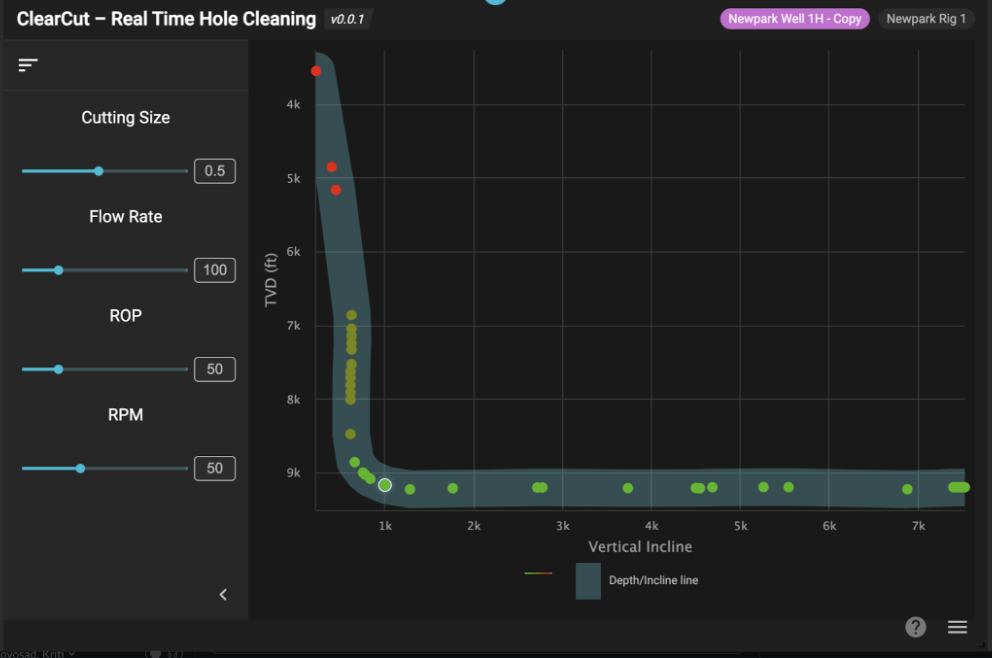 ClearCut – Real Time Hole Cleaning v0.0.1 Newpark Well 1H - Copy Newpark Rig 1
Cutting Size
0.5
Flow Rate
100
ROP
50
RPM
50
TVD (ft)
4k
5k
6k
7k
8k
9k
1k 2k 3k 4k 5k 6k 7k
Vertical Incline
Depth/Incline line